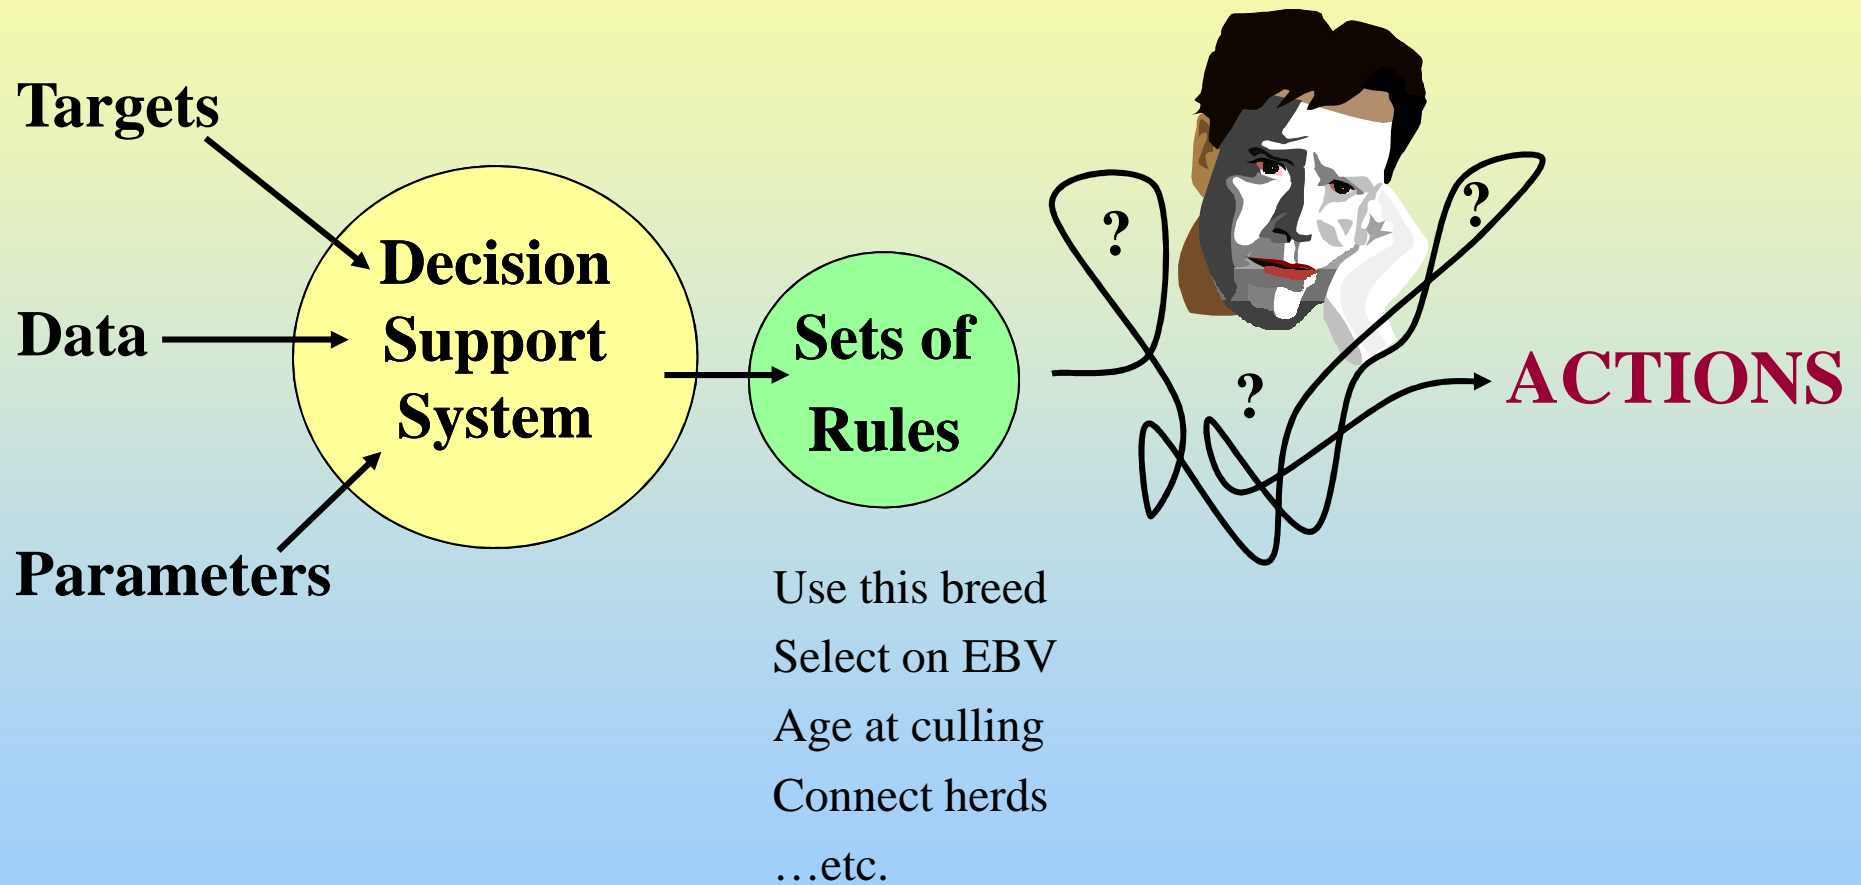 Targets
Data
Parameters
Decision
Support
System
Sets of
Rules
Use this breed
Select on EBV
Age at culling
Connect herds
…etc.
?
?
?
ACTIONS